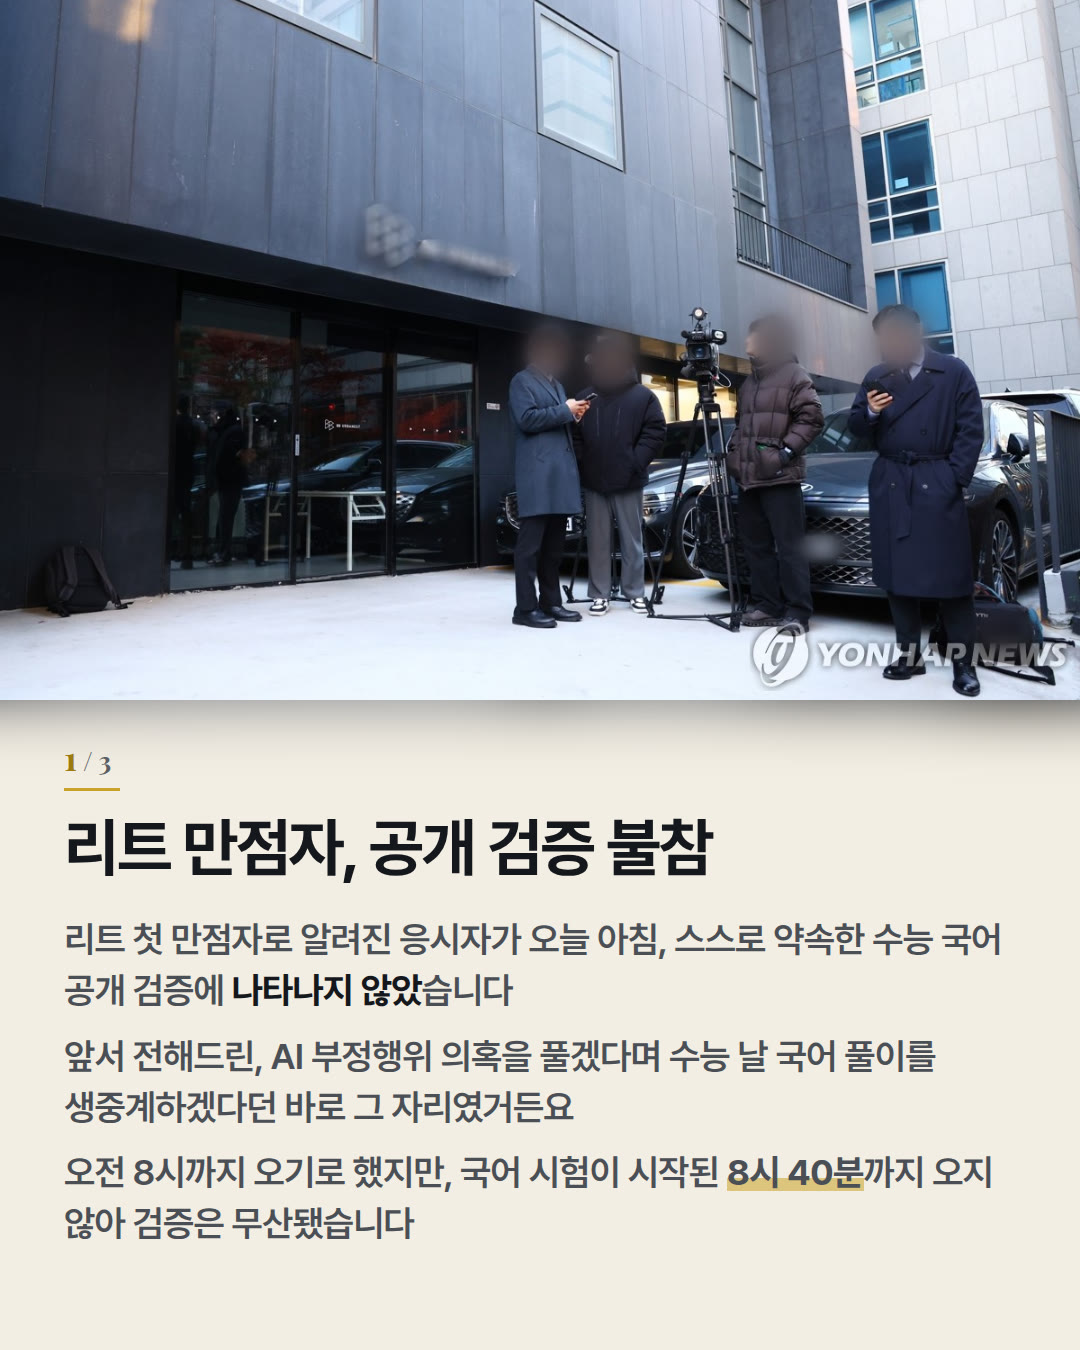 YONHAP NEWS
1 / 3
리트 만점자, 공개 검증 불참
리트 첫 만점자로 알려진 응시자가 오늘 아침, 스스로 약속한 수능 국어
공개 검증에 나타나지 않았습니다
앞서 전해드린, AI 부정행위 의혹을 풀겠다며 수능 날 국어 풀이를
생중계하겠다던 바로 그 자리였거든요
오전 8시까지 오기로 했지만, 국어 시험이 시작된 8시 40분까지 오지
않아 검증은 무산됐습니다